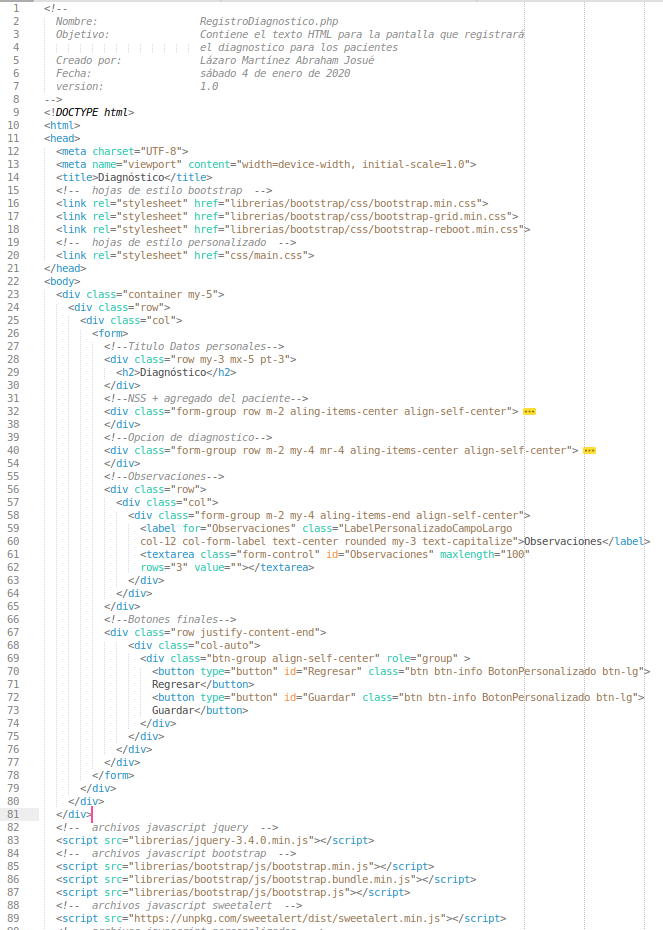 1 <!--
2 Nombre: RegistroDiagnostico.php
3 Objetivo: Contiene el texto HTML para la pantalla que registrará
4 el diagnostico para los pacientes
5 Creado por: Lázaro Martínez Abraham Josué
6 Fecha: sábado 4 de enero de 2020
7 version: 1.0
8 -->
9 <!DOCTYPE html>
10 <html>
11 <head>
12 <meta charset="UTF-8">
13 <meta name="viewport" content="width=device-width, initial-scale=1.0">
14 <title>Diagnóstico</title>
15 <!-- hojas de estilo bootstrap -->
16 <link rel="stylesheet" href="librerias/bootstrap/css/bootstrap.min.css">
17 <link rel="stylesheet" href="librerias/bootstrap/css/bootstrap-grid.min.css">
18 <link rel="stylesheet" href="librerias/bootstrap/css/bootstrap-reboot.min.css">
19 <!-- hojas de estilo personalizado -->
20 <link rel="stylesheet" href="css/main.css">
21 </head>
22 <body>
23 <div class="container my-5">
24 <div class="row">
25 <div class="col">
26 <form>
27 <!--Titulo Datos personales-->
28 <div class="row my-3 mx-5 pt-3">
29 <h2>Diagnóstico</h2>
30 </div>
31 <!--NSS + agregado del paciente-->
32 <div class="form-group row m-2 aling-items-center align-self-center">
38 </div>
39 <!--Opcion de diagnostico-->
40 <div class="form-group row m-2 my-4 mr-4 aling-items-center align-self-center">
54 </div>
55 <!--Observaciones-->
56 <div class="row">
57 <div class="col">
58 <div class="form-group m-2 my-4 aling-items-end align-self-center">
59 <label for="Observaciones" class="LabelPersonalizadoCampoLargo
60 col-12 col-form-label text-center rounded my-3 text-capitalize">Observaciones</label>
61 <textarea class="form-control" id="Observaciones" maxlength="100"
62 rows="3" value=""></textarea>
63 </div>
64 </div>
65 </div>
66 <!--Botones finales-->
67 <div class="row justify-content-end">
68 <div class="col-auto">
69 <div class="btn-group align-self-center" role="group" >
70 <button type="button" id="Regresar" class="btn btn-info BotonPersonalizado btn-lg">
71 Regresar</button>
72 <button type="button" id="Guardar" class="btn btn-info BotonPersonalizado btn-lg">
73 Guardar</button>
74 </div>
75 </div>
76 </div>
77 </div>
78 </form>
79 </div>
80 </div>
81 </div>
82 <!-- archivos javascript jquery -->
83 <script src="librerias/jquery-3.4.0.min.js"></script>
84 <!-- archivos javascript bootstrap -->
85 <script src="librerias/bootstrap/js/bootstrap.min.js"></script>
86 <script src="librerias/bootstrap/js/bootstrap.bundle.min.js"></script>
87 <script src="librerias/bootstrap/js/bootstrap.js"></script>
88 <!-- archivos javascript sweetalert -->
89 <script src="https://unpkg.com/sweetalert/dist/sweetalert.min.js"></script>